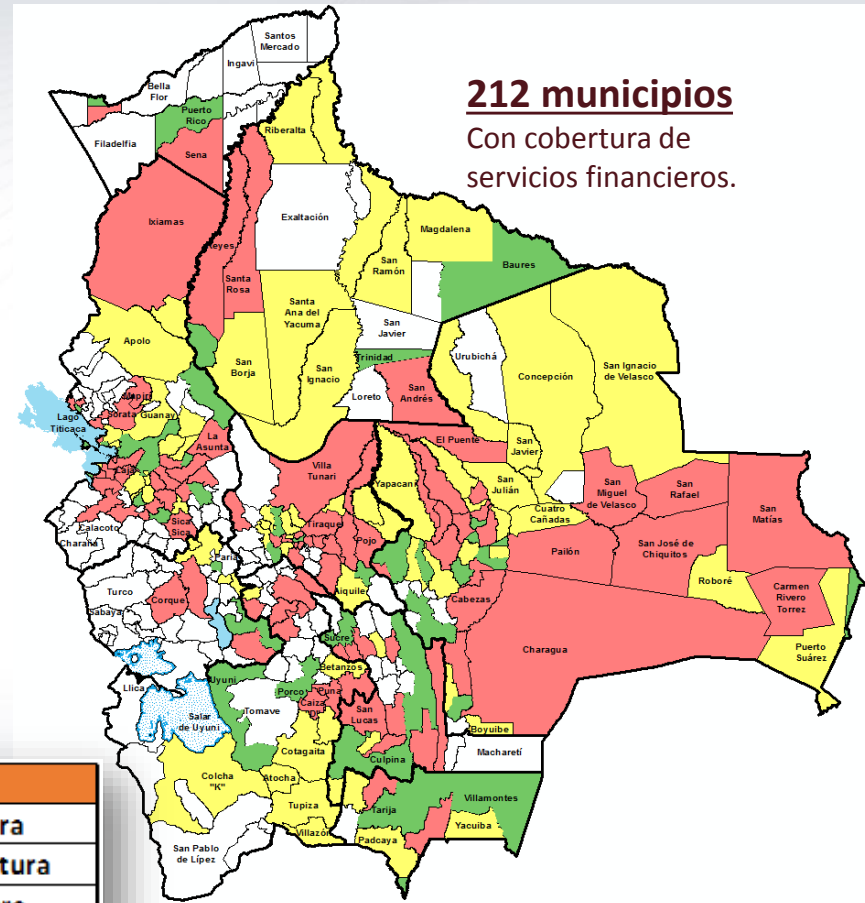 212 municipios
Con cobertura de
servicios financieros.
Santos
Mercado
Ingavi
Bella
Flor
Puerto
Rico
Filadelfia
Sena
Riberalta
Ixiamas
Exaltación
Magdalena
Reyes
San
Ramón
Baures
Santa
Rosa
Santa
Ana del
Yacuma
San
Javier
Apolo
San
Borja
San
Ignacio
Trinidad
Urubichá
Concepción
San Ignacio
de Velasco
Loreto
San
Andrés
Mapiri
Sorata
Guanay
Lago
Titicaca
La
Asunta
El Puente
San
Javier
Villa
Tunari
Yapacaní
San
Julián
San
Miguel
de Velasco
San
Rafael
Laja
Cuatro
Cañadas
San
Matías
Calacoto
Charaña
Sica
Sica
Tiraque
Pojo
Pailón
San José de
Chiquitos
Paria
Turco
Corque
Aiquile
Cabezas
Roboré
Carmen
Rivero
Torrez
Sabaya
Sucre
Charagua
Puerto
Suárez
Betanzos
Llica
Uyuni
Porco
Puna
Caiza
"D"
Salar
de Uyuni
Tomave
San
Lucas
Boyuibe
Cotagaita
Culpina
Macharetí
Colcha
"K"
Atocha
Tupiza
Tarija
Villamontes
Yacuiba
Villazón
Padcaya
San Pablo
de Lípez
ra
tura